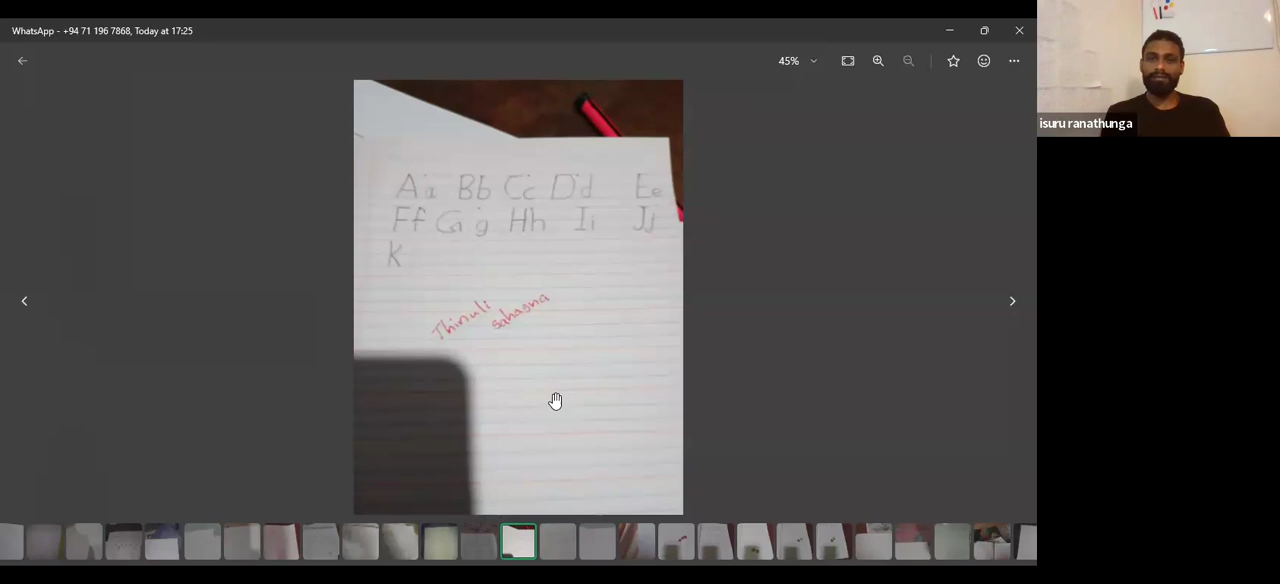 WhatsApp - +94 71 196 7868, Today at 17:25
45%
isuru ranathunga
Aa Bb Cc Dd Ee
Ff Gg Hh Ii Jj
K
Thinuli
sahasna